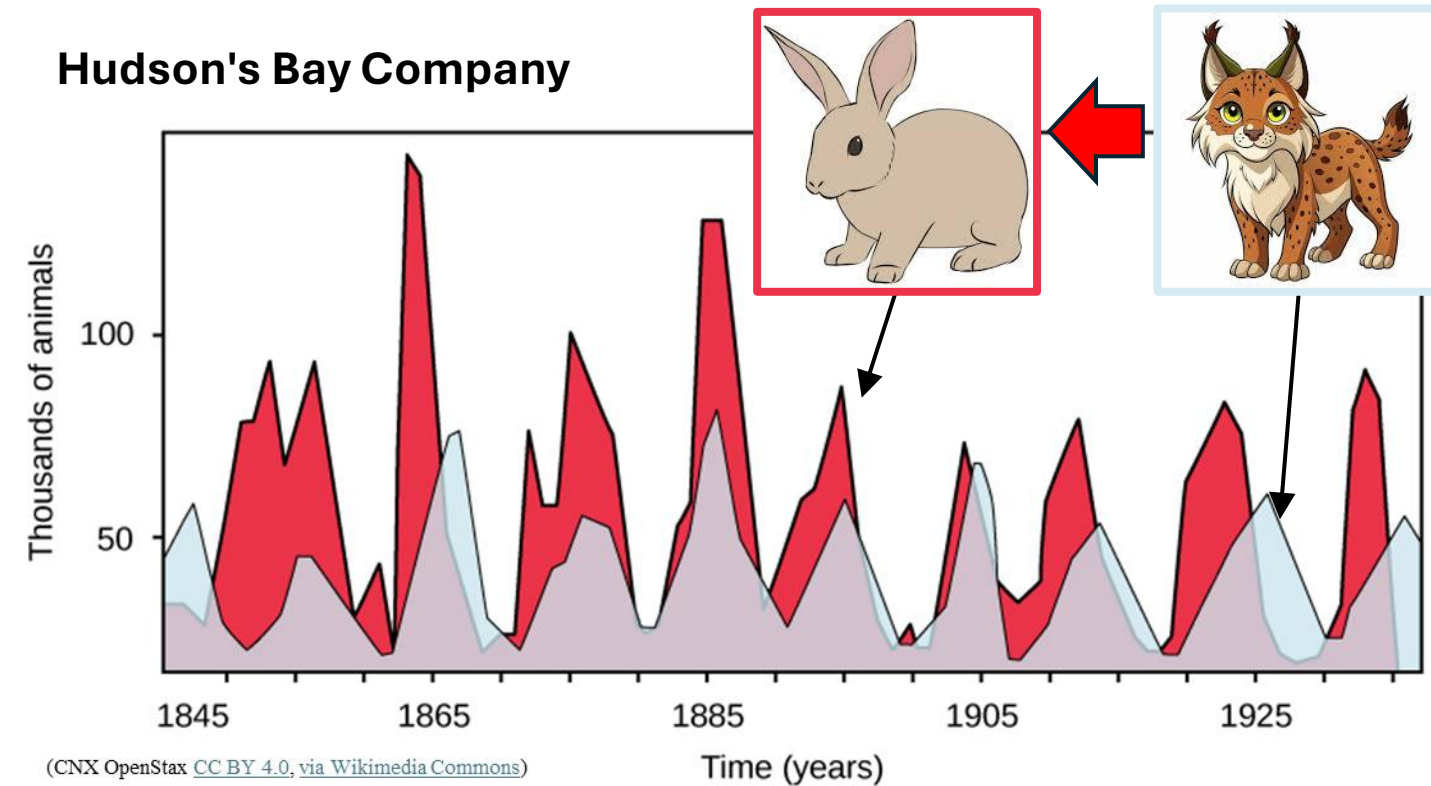 Hudson's Bay Company
Thousands of animals
100
50
1845 1865 1885 1905 1925
Time (years)
(CNX OpenStax CC BY 4.0, via Wikimedia Commons)